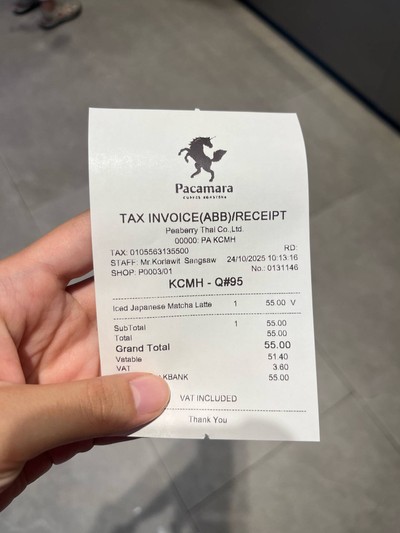 Pacamara
COFFEE ROASTERS
TAX INVOICE(ABB)/RECEIPT
Peaberry Thai Co.,Ltd.
00000: PA KCMH
TAX: 0105563135500 RD:
STAFF: Mr.Korlawit Sangsaw 24/10/2025 10:13:16
SHOP: P0003/01 No.: 0131146
KCMH - Q#95
Iced Japanese Matcha Latte 1 55.00 V
SubTotal 1 55.00
Total 55.00
Grand Total 55.00
Vatable 51.40
VAT 3.60
KBANK 55.00
VAT INCLUDED
Thank You